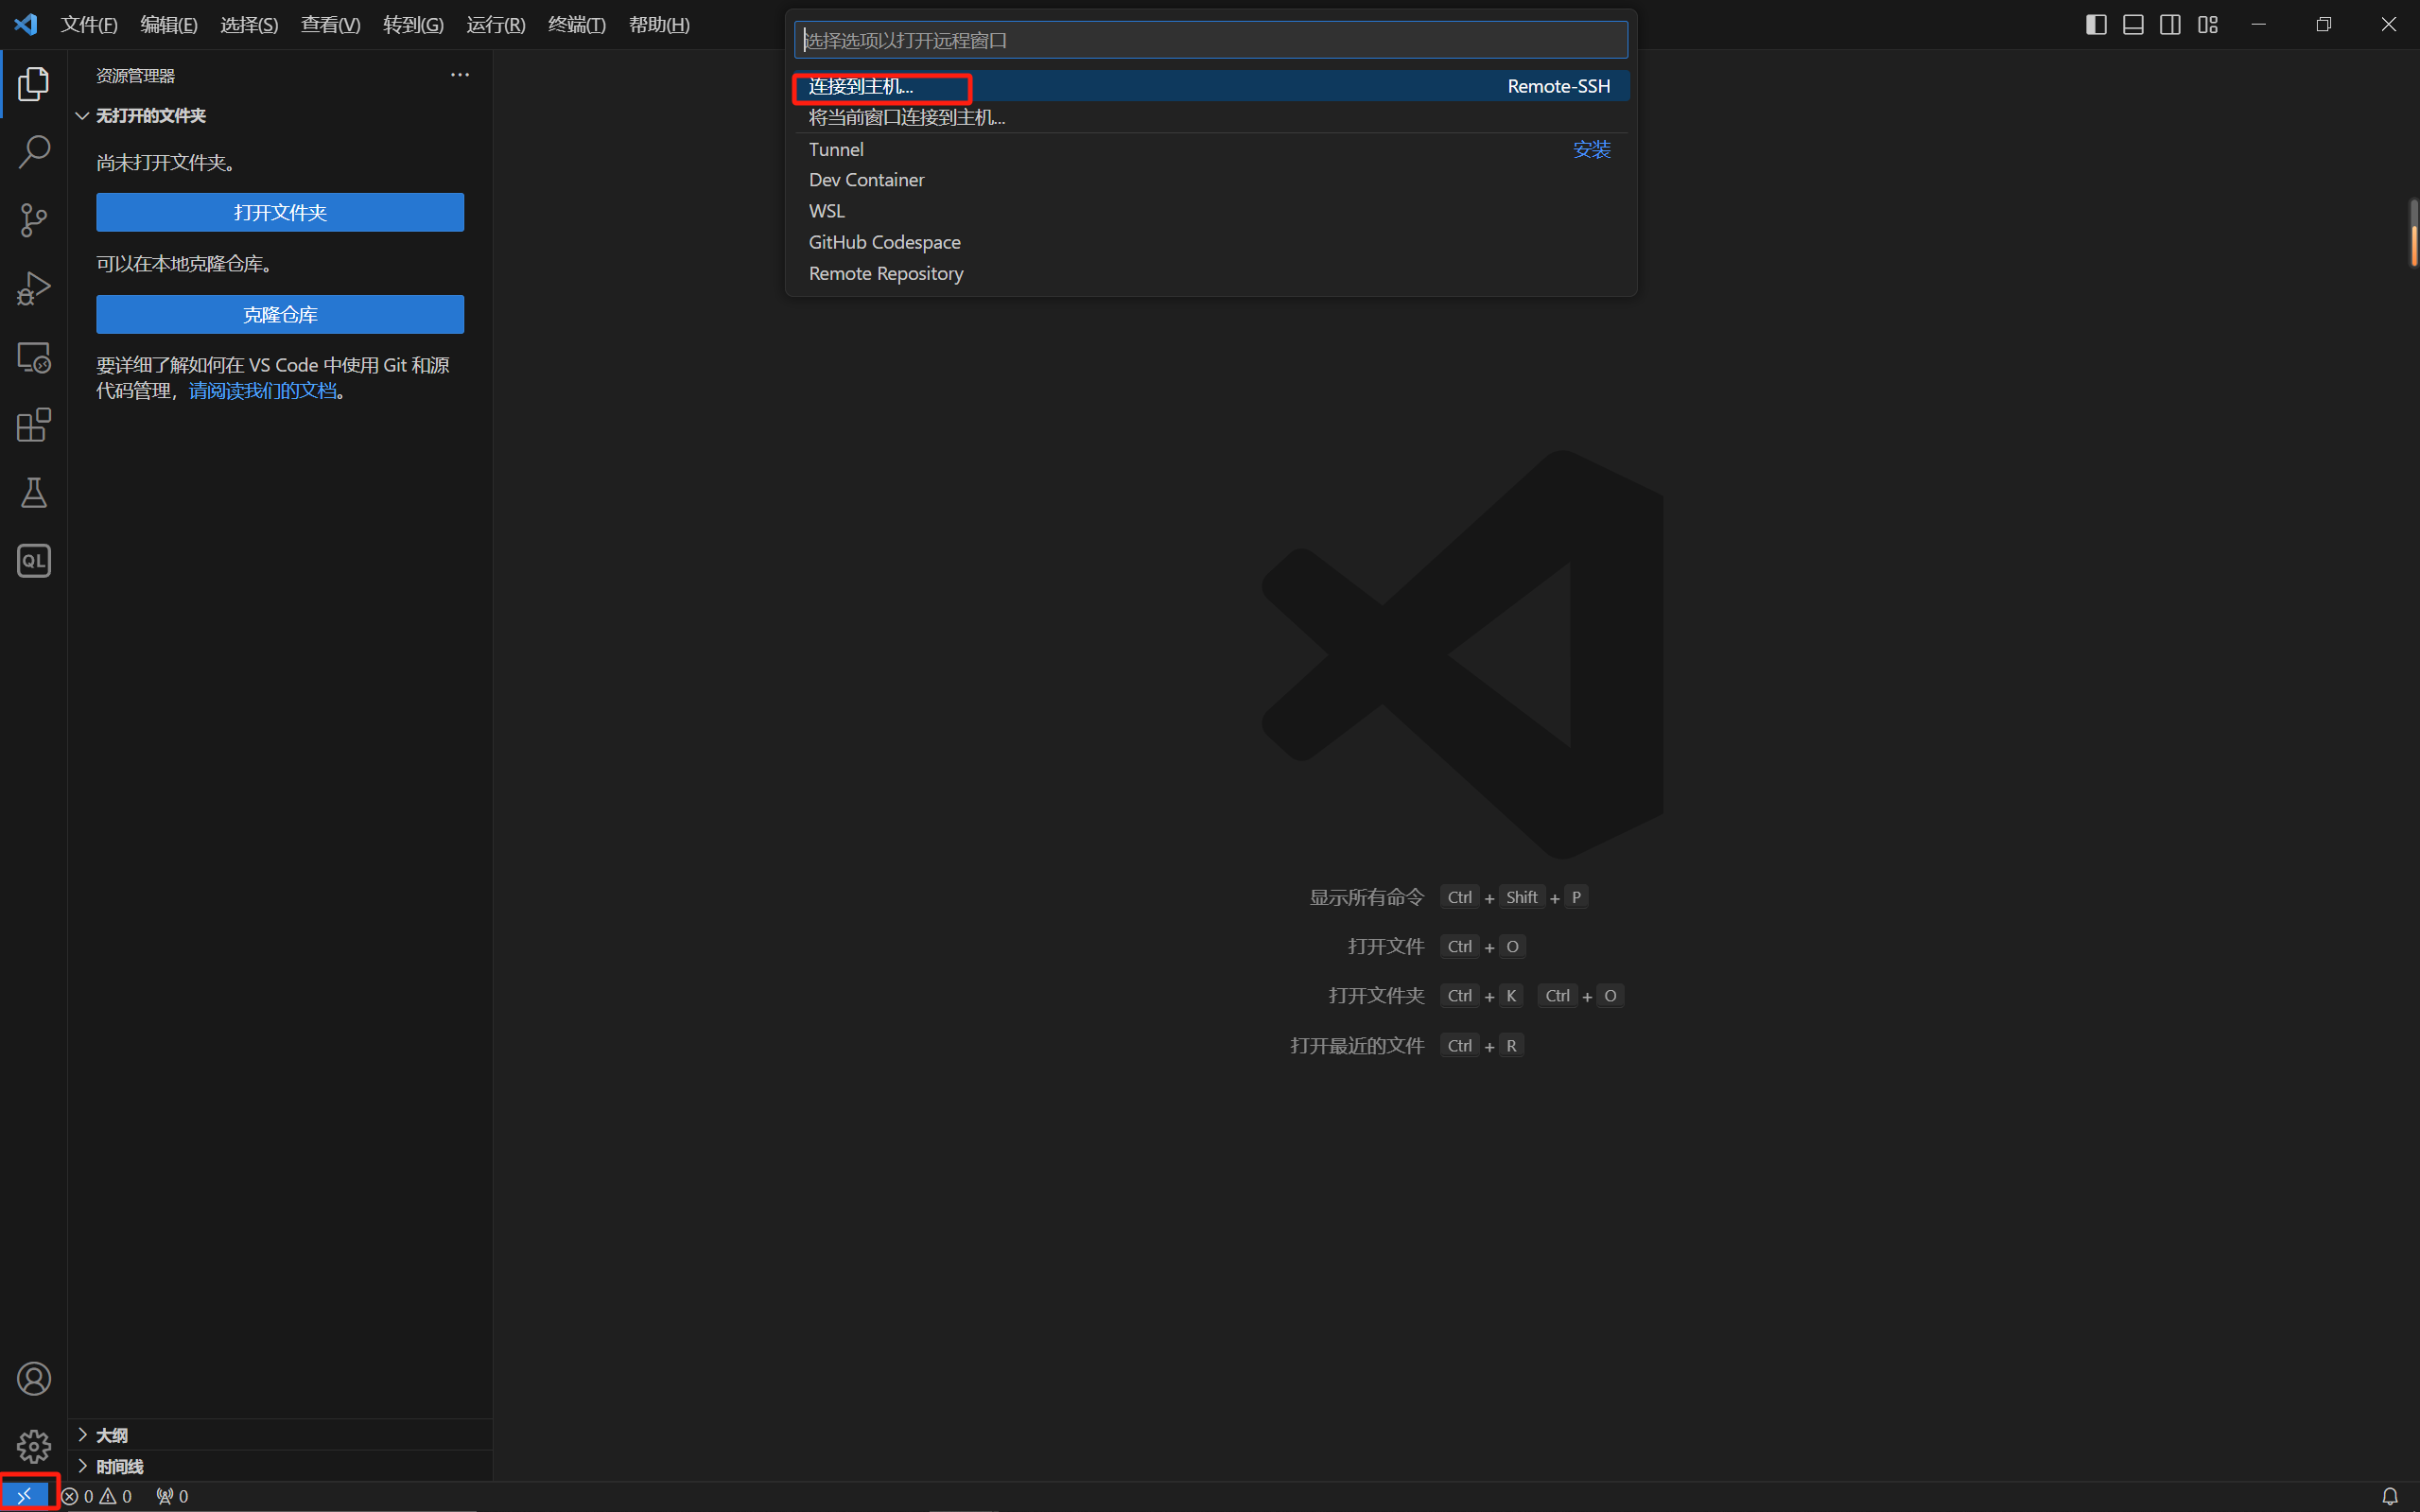 文件(F) 编辑(E) 选择(S) 查看(V) 转到(G) 运行(R) 终端(T) 帮助(H)
选择选项以打开远程窗口
连接到主机... Remote-SSH
将当前窗口连接到主机...
Tunnel 安装
Dev Container
WSL
GitHub Codespace
Remote Repository
资源管理器
无打开的文件夹
尚未打开文件夹。
打开文件夹
可以在本地克隆仓库。
克隆仓库
要详细了解如何在 VS Code 中使用 Git 和源
代码管理，请阅读我们的文档。
QL
显示所有命令 Ctrl + Shift + P
打开文件 Ctrl + O
打开文件夹 Ctrl + K Ctrl + O
打开最近的文件 Ctrl + R
大纲
时间线
0 0 0